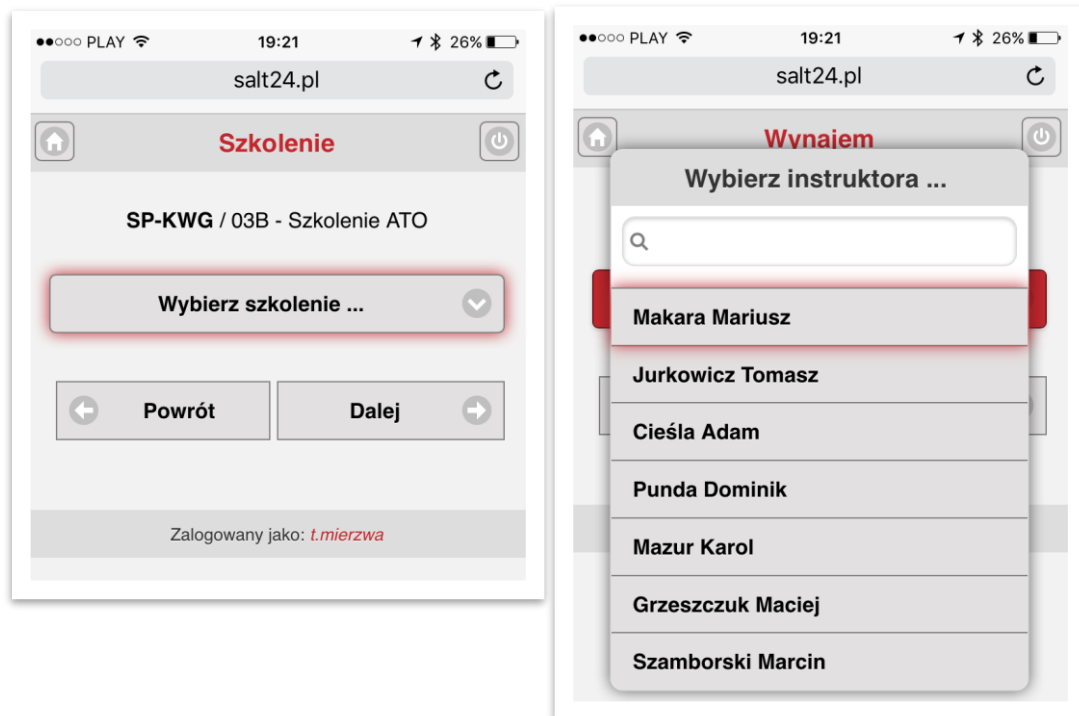 PLAY 19:21 26%
salt24.pl
Szkolenie
SP-KWG / 03B - Szkolenie ATO
Wybierz szkolenie ...
Powrót Dalej
Zalogowany jako: t.mierzwa
PLAY 19:21 26%
salt24.pl
Wynajem
Wybierz instruktora ...
Makara Mariusz
Jurkowicz Tomasz
Cieśla Adam
Punda Dominik
Mazur Karol
Grzeszczuk Maciej
Szamborski Marcin